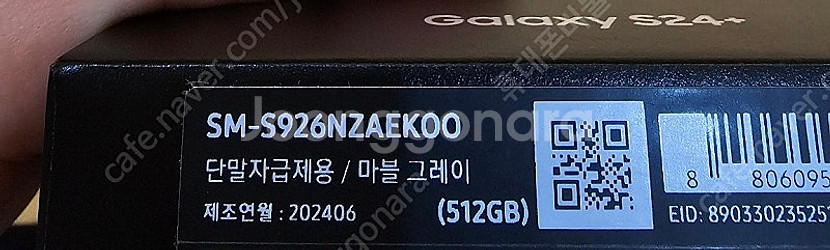 Galaxy S24+
SM-S926NZAEKOO
단말자급제용 / 마블 그레이
제조연월 : 202406
(512GB)
8 806095
EID: 89033023525
Joonggonara
cafe.naver.com/joonggonara